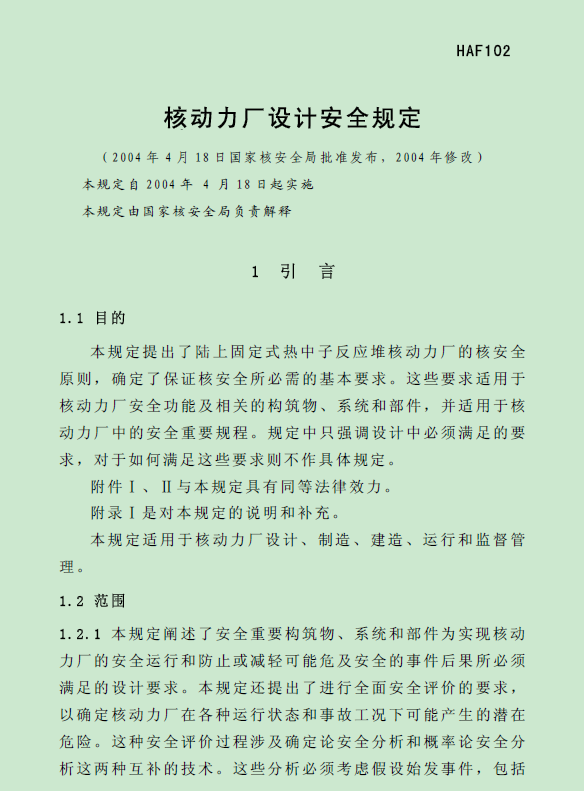 HAF102
核动力厂设计安全规定
（2004年4月18日国家核安全局批准发布，2004年修改）
本规定自2004年 4 月18日起实施
本规定由国家核安全局负责解释
1 引 言
1.1 目的
本规定提出了陆上固定式热中子反应堆核动力厂的核安全
原则，确定了保证核安全所必需的基本要求。这些要求适用于
核动力厂安全功能及相关的构筑物、系统和部件，并适用于核
动力厂中的安全重要规程。规定中只强调设计中必须满足的要
求，对于如何满足这些要求则不作具体规定。
附件Ⅰ、Ⅱ与本规定具有同等法律效力。
附录Ⅰ是对本规定的说明和补充。
本规定适用于核动力厂设计、制造、建造、运行和监督管
理。
1.2 范围
1.2.1 本规定阐述了安全重要构筑物、系统和部件为实现核动
力厂的安全运行和防止或减轻可能危及安全的事件后果所必须
满足的设计要求。本规定还提出了进行全面安全评价的要求，
以确定核动力厂在各种运行状态和事故工况下可能产生的潜在
危险。这种安全评价过程涉及确定论安全分析和概率论安全分
析这两种互补的技术。这些分析必须考虑假设始发事件，包括